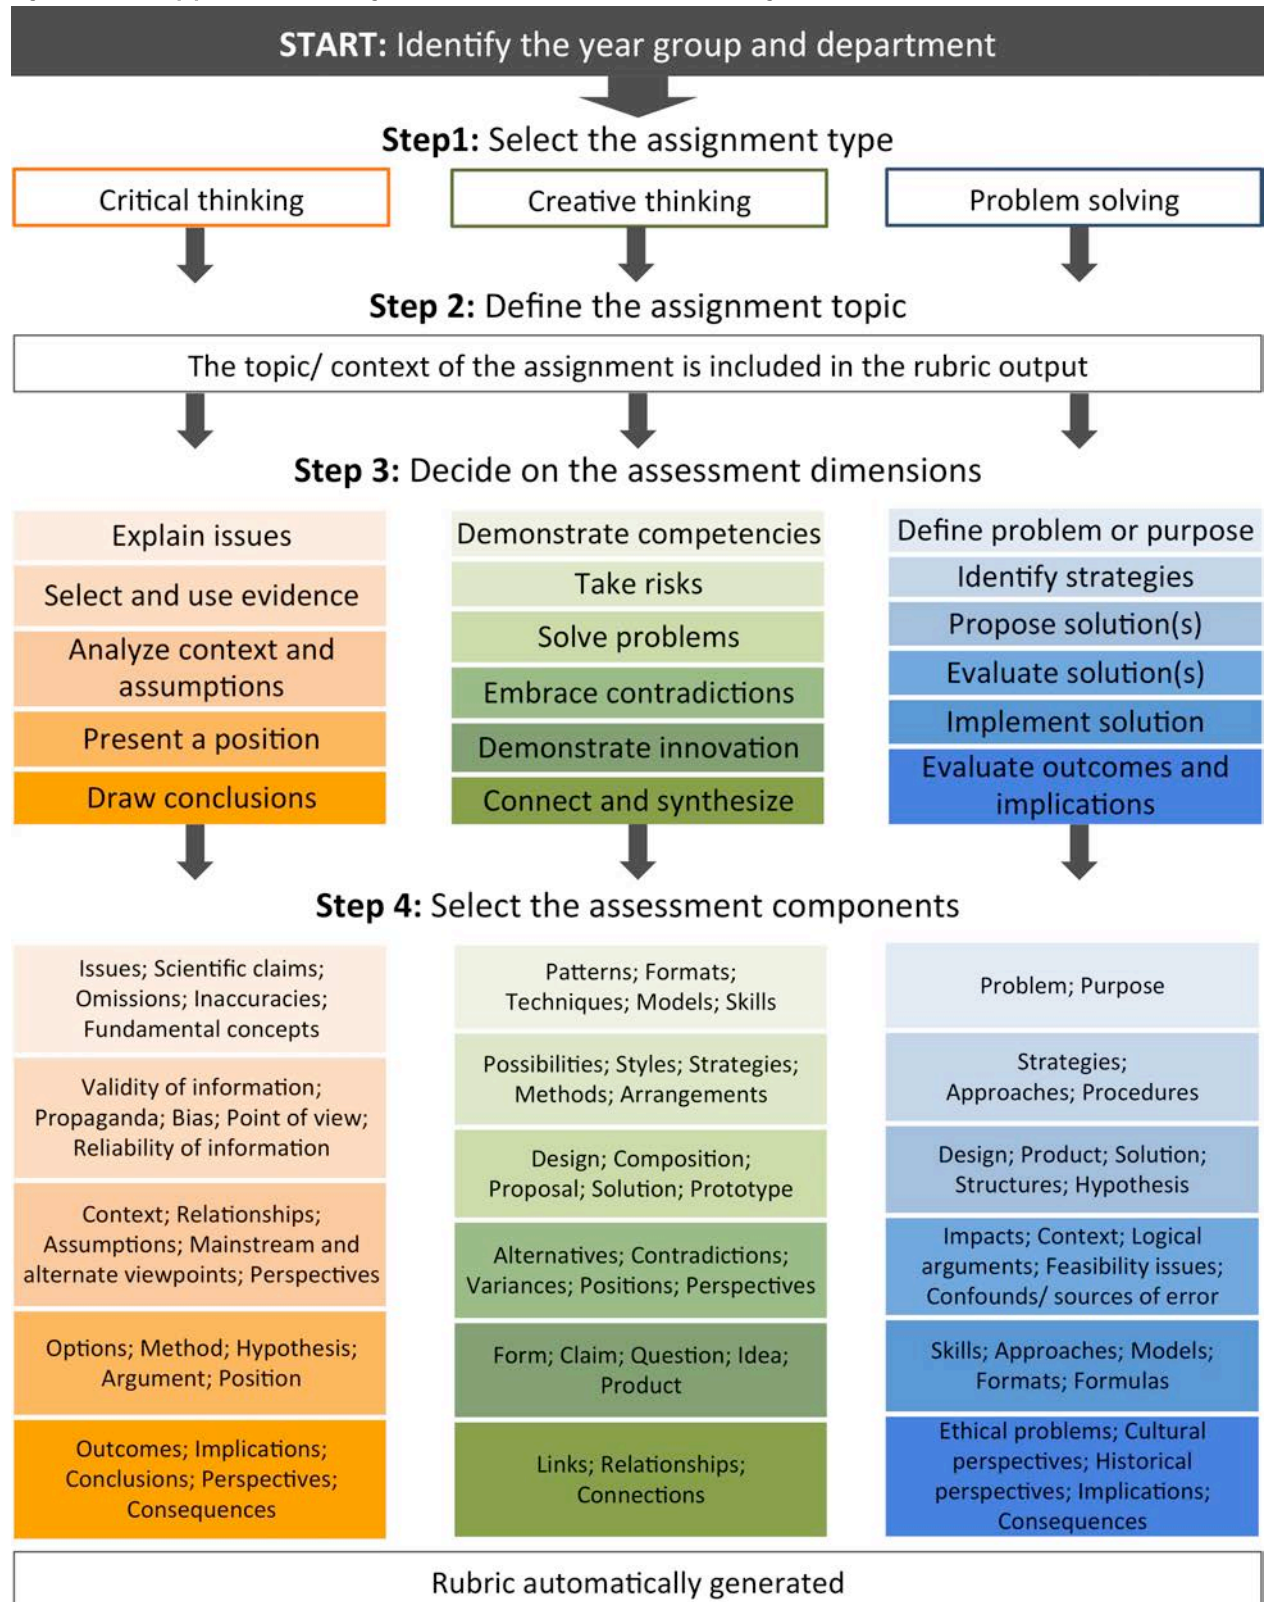 START: Identify the year group and department
Step1: Select the assignment type
Critical thinking
Creative thinking
Problem solving
Step 2: Define the assignment topic
The topic/ context of the assignment is included in the rubric output
Step 3: Decide on the assessment dimensions
Explain issues
Select and use evidence
Analyze context and
assumptions
Present a position
Draw conclusions
Demonstrate competencies
Take risks
Solve problems
Embrace contradictions
Demonstrate innovation
Connect and synthesize
Define problem or purpose
Identify strategies
Propose solution(s)
Evaluate solution(s)
Implement solution
Evaluate outcomes and
implications
Step 4: Select the assessment components
Issues; Scientific claims;
Omissions; Inaccuracies;
Fundamental concepts
Validity of information;
Propaganda; Bias; Point of view;
Reliability of information
Context; Relationships;
Assumptions; Mainstream and
alternate viewpoints; Perspectives
Options; Method; Hypothesis;
Argument; Position
Outcomes; Implications;
Conclusions; Perspectives;
Consequences
Patterns; Formats;
Techniques; Models; Skills
Possibilities; Styles; Strategies;
Methods; Arrangements
Design; Composition;
Proposal; Solution; Prototype
Alternatives; Contradictions;
Variances; Positions; Perspectives
Form; Claim; Question; Idea;
Product
Links; Relationships;
Connections
Problem; Purpose
Strategies;
Approaches; Procedures
Design; Product; Solution;
Structures; Hypothesis
Impacts; Context; Logical
arguments; Feasibility issues;
Confounds/ sources of error
Skills; Approaches; Models;
Formats; Formulas
Ethical problems; Cultural
perspectives; Historical
perspectives; Implications;
Consequences
Rubric automatically generated